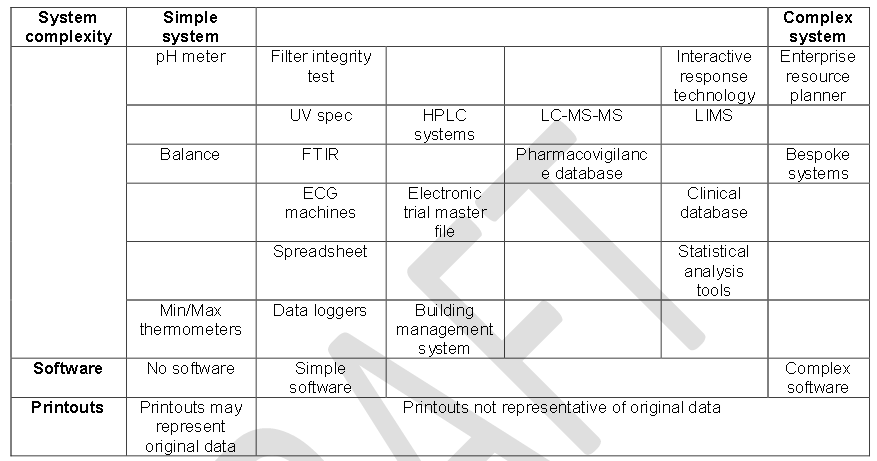 System complexity
Simple system
Complex system
pH meter
Filter integrity test
Interactive response technology
Enterprise resource planner
UV spec
HPLC systems
LC-MS-MS
LIMS
Balance
FTIR
Pharmacovigilanc
e database
Bespoke systems
ECG machines
Electronic trial master file
Clinical database
Spreadsheet
Statistical analysis tools
Min/Max thermometers
Data loggers
Building management system
Software
No software
Simple software
Complex software
Printouts
Printouts may represent original data
Printouts not representative of original data
DRAFT